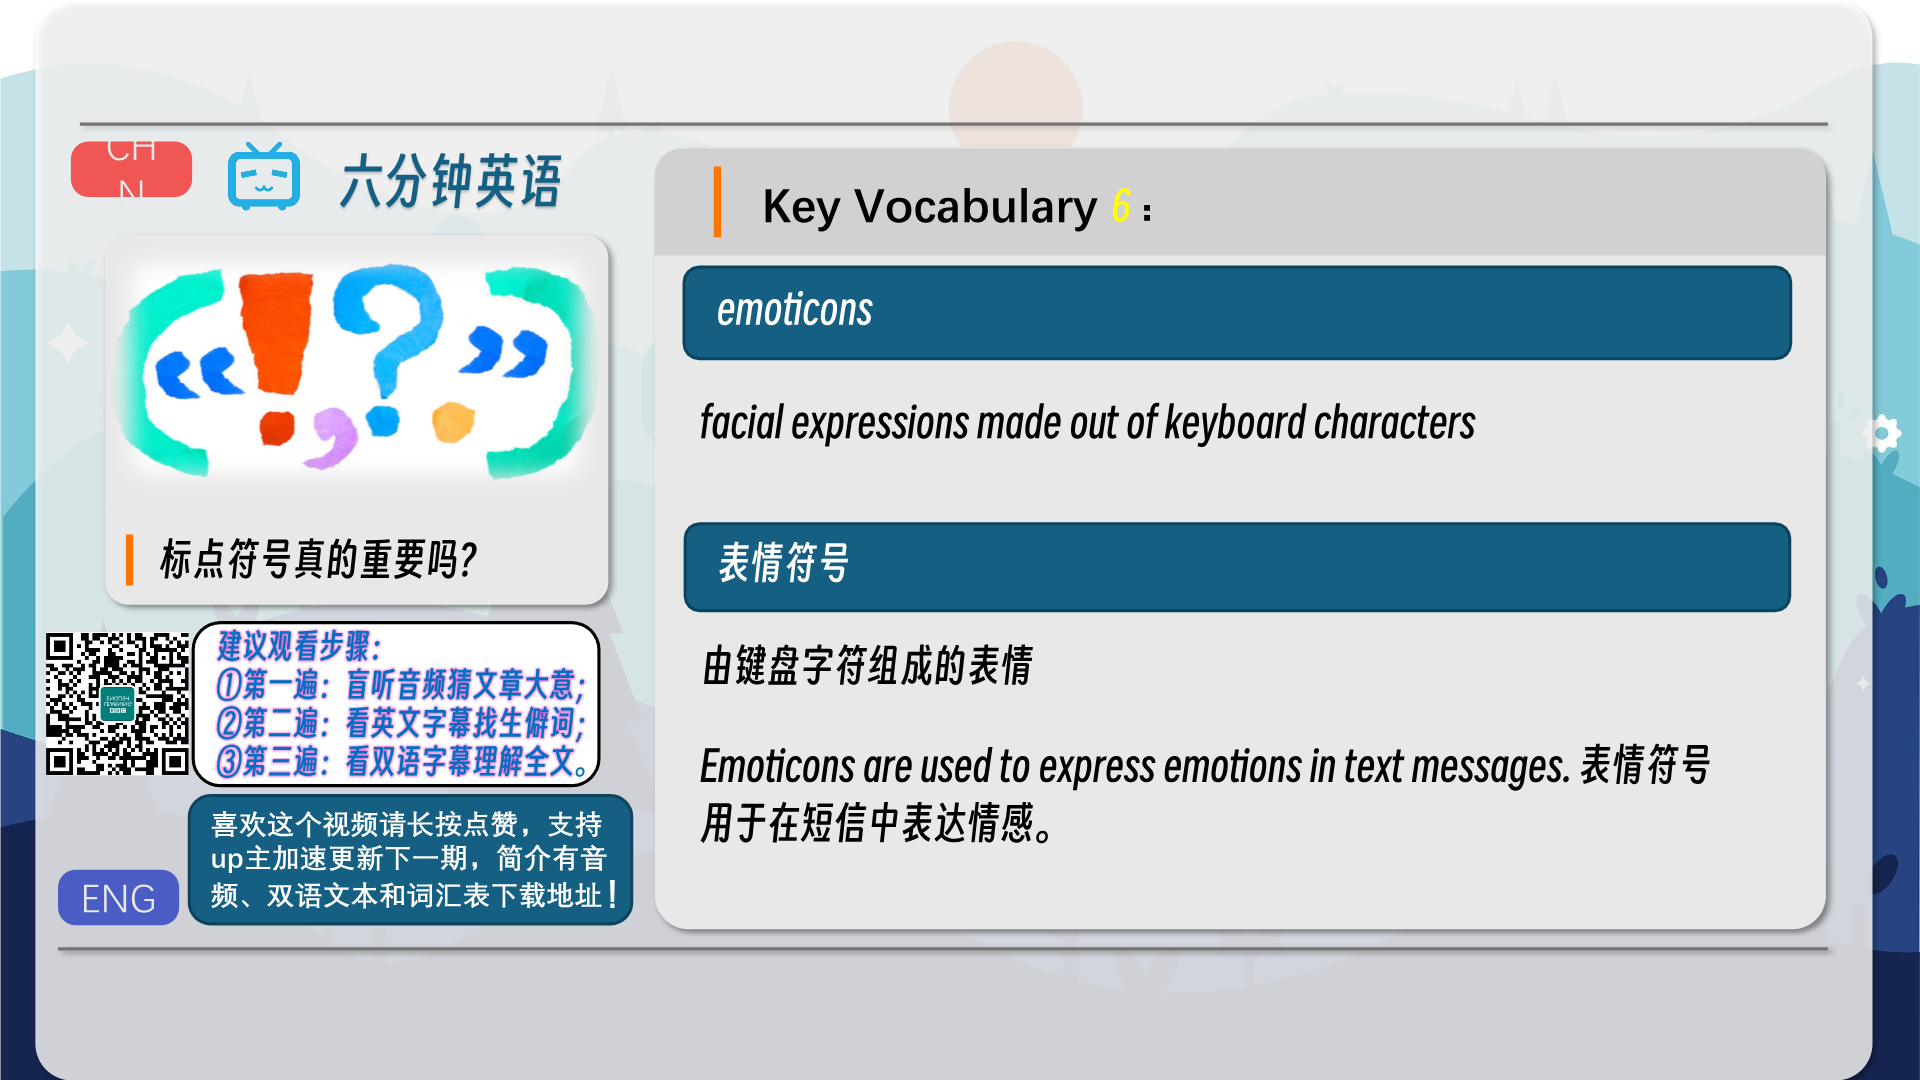 CH
N
六分钟英语
标点符号真的重要吗?
建议观看步骤：
①第一遍：盲听音频猜文章大意；
②第二遍：看英文字幕找生僻词；
③第三遍：看双语字幕理解全文。
喜欢这个视频请长按点赞，支持
up主加速更新下一期，简介有音
频、双语文本和词汇表下载地址！
ENG
Key Vocabulary 6：
emoticons
facial expressions made out of keyboard characters
表情符号
由键盘字符组成的表情
Emoticons are used to express emotions in text messages. 表情符号
用于在短信中表达情感。